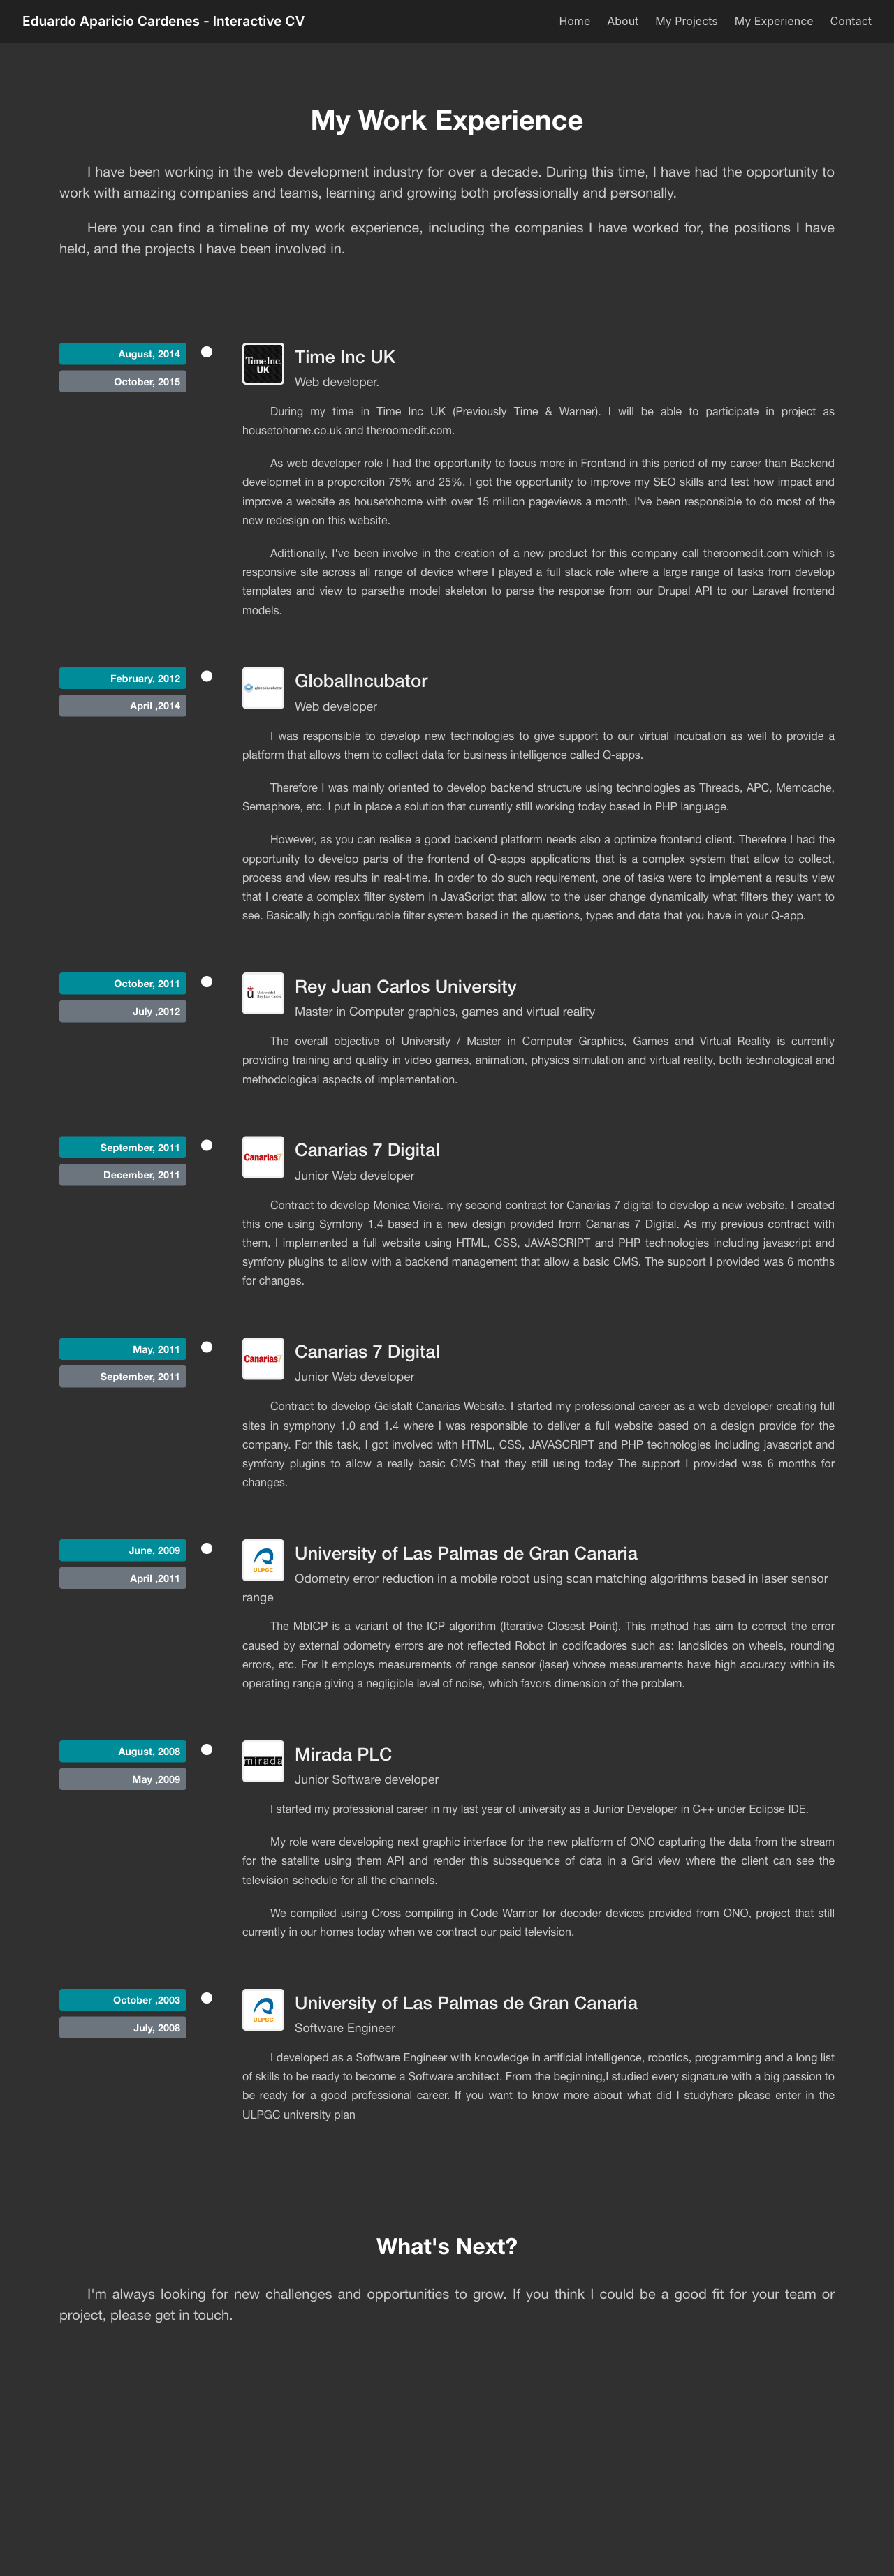 Eduardo Aparicio Cardenes - Interactive CV
Home About My Projects My Experience Contact
My Work Experience
I have been working in the web development industry for over a decade. During this time, I have had the opportunity to
work with amazing companies and teams, learning and growing both professionally and personally.
Here you can find a timeline of my work experience, including the companies I have worked for, the positions I have
held, and the projects I have been involved in.
August, 2014
October, 2015
Time Inc.
UK
Time Inc UK
Web developer.
During my time in Time Inc UK (Previously Time & Warner). I will be able to participate in project as
housetohome.co.uk and theroomedit.com.
As web developer role I had the opportunity to focus more in Frontend in this period of my career than Backend
developmet in a proporciton 75% and 25%. I got the opportunity to improve my SEO skills and test how impact and
improve a website as housetohome with over 15 million pageviews a month. I've been responsible to do most of the
new redesign on this website.
Adittionally, I've been involve in the creation of a new product for this company call theroomedit.com which is
responsive site across all range of device where I played a full stack role where a large range of tasks from develop
templates and view to parsethe model skeleton to parse the response from our Drupal API to our Laravel frontend
models.
February, 2012
April ,2014
globalincubator
GlobalIncubator
Web developer
I was responsible to develop new technologies to give support to our virtual incubation as well to provide a
platform that allows them to collect data for business intelligence called Q-apps.
Therefore I was mainly oriented to develop backend structure using technologies as Threads, APC, Memcache,
Semaphore, etc. I put in place a solution that currently still working today based in PHP language.
However, as you can realise a good backend platform needs also a optimize frontend client. Therefore I had the
opportunity to develop parts of the frontend of Q-apps applications that is a complex system that allow to collect,
process and view results in real-time. In order to do such requirement, one of tasks were to implement a results view
that I create a complex filter system in JavaScript that allow to the user change dynamically what filters they want to
see. Basically high configurable filter system based in the questions, types and data that you have in your Q-app.
October, 2011
July ,2012
Universidad
Rey Juan Carlos
Rey Juan Carlos University
Master in Computer graphics, games and virtual reality
The overall objective of University / Master in Computer Graphics, Games and Virtual Reality is currently
providing training and quality in video games, animation, physics simulation and virtual reality, both technological and
methodological aspects of implementation.
September, 2011
December, 2011
Canarias7
Canarias 7 Digital
Junior Web developer
Contract to develop Monica Vieira. my second contract for Canarias 7 digital to develop a new website. I created
this one using Symfony 1.4 based in a new design provided from Canarias 7 Digital. As my previous contract with
them, I implemented a full website using HTML, CSS, JAVASCRIPT and PHP technologies including javascript and
symfony plugins to allow with a backend management that allow a basic CMS. The support I provided was 6 months
for changes.
May, 2011
September, 2011
Canarias7
Canarias 7 Digital
Junior Web developer
Contract to develop Gelstalt Canarias Website. I started my professional career as a web developer creating full
sites in symphony 1.0 and 1.4 where I was responsible to deliver a full website based on a design provide for the
company. For this task, I got involved with HTML, CSS, JAVASCRIPT and PHP technologies including javascript and
symfony plugins to allow a really basic CMS that they still using today The support I provided was 6 months for
changes.
June, 2009
April ,2011
ULPGC
University of Las Palmas de Gran Canaria
Odometry error reduction in a mobile robot using scan matching algorithms based in laser sensor
range
The MbICP is a variant of the ICP algorithm (Iterative Closest Point). This method has aim to correct the error
caused by external odometry errors are not reflected Robot in codifcadores such as: landslides on wheels, rounding
errors, etc. For It employs measurements of range sensor (laser) whose measurements have high accuracy within its
operating range giving a negligible level of noise, which favors dimension of the problem.
August, 2008
May ,2009
mirada
Mirada PLC
Junior Software developer
I started my professional career in my last year of university as a Junior Developer in C++ under Eclipse IDE.
My role were developing next graphic interface for the new platform of ONO capturing the data from the stream
for the satellite using them API and render this subsequence of data in a Grid view where the client can see the
television schedule for all the channels.
We compiled using Cross compiling in Code Warrior for decoder devices provided from ONO, project that still
currently in our homes today when we contract our paid television.
October ,2003
July, 2008
ULPGC
University of Las Palmas de Gran Canaria
Software Engineer
I developed as a Software Engineer with knowledge in artificial intelligence, robotics, programming and a long list
of skills to be ready to become a Software architect. From the beginning,I studied every signature with a big passion to
be ready for a good professional career. If you want to know more about what did I studyhere please enter in the
ULPGC university plan
What's Next?
I'm always looking for new challenges and opportunities to grow. If you think I could be a good fit for your team or
project, please get in touch.